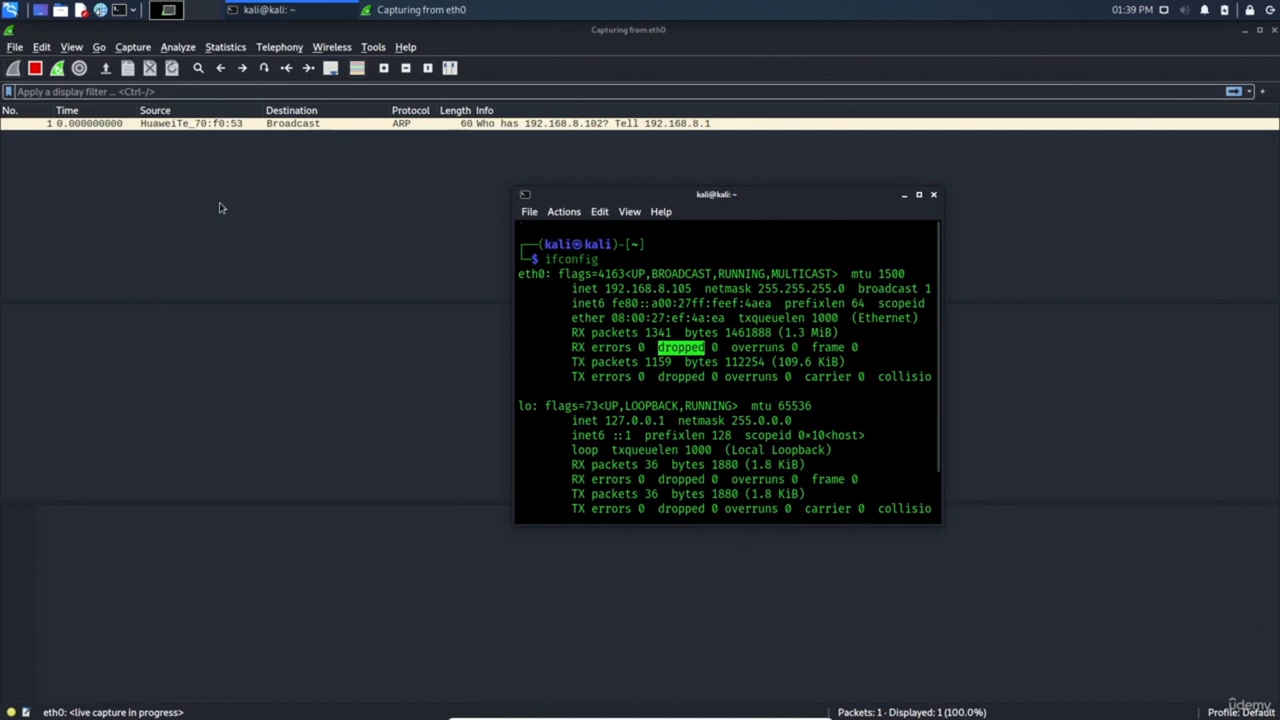 kali@kali: ~
Capturing from eth0
01:39 PM
Capturing from eth0
File Edit View Go Capture Analyze Statistics Telephony Wireless Tools Help
Apply a display filter ... <Ctrl-/>
No. Time Source Destination Protocol Length Info
1 0.000000000 HuaweiTe_70:f0:53 Broadcast ARP 60 Who has 192.168.8.102? Tell 192.168.8.1
kali@kali: ~
File Actions Edit View Help
┌──(kali㉿kali)-[~]
└─$ ifconfig
eth0: flags=4163<UP,BROADCAST,RUNNING,MULTICAST> mtu 1500
inet 192.168.8.105 netmask 255.255.255.0 broadcast 1
inet6 fe80::a00:27ff:feef:4aea prefixlen 64 scopeid
ether 08:00:27:ef:4a:ea txqueuelen 1000 (Ethernet)
RX packets 1341 bytes 1461888 (1.3 MiB)
RX errors 0 dropped 0 overruns 0 frame 0
TX packets 1159 bytes 112254 (109.6 KiB)
TX errors 0 dropped 0 overruns 0 carrier 0 collisio
lo: flags=73<UP,LOOPBACK,RUNNING> mtu 65536
inet 127.0.0.1 netmask 255.0.0.0
inet6 ::1 prefixlen 128 scopeid 0×10<host>
loop txqueuelen 1000 (Local Loopback)
RX packets 36 bytes 1880 (1.8 KiB)
RX errors 0 dropped 0 overruns 0 frame 0
TX packets 36 bytes 1880 (1.8 KiB)
TX errors 0 dropped 0 overruns 0 carrier 0 collisio
eth0: <live capture in progress>
Packets: 1 · Displayed: 1 (100.0%)
Profile: Default
ûdemy